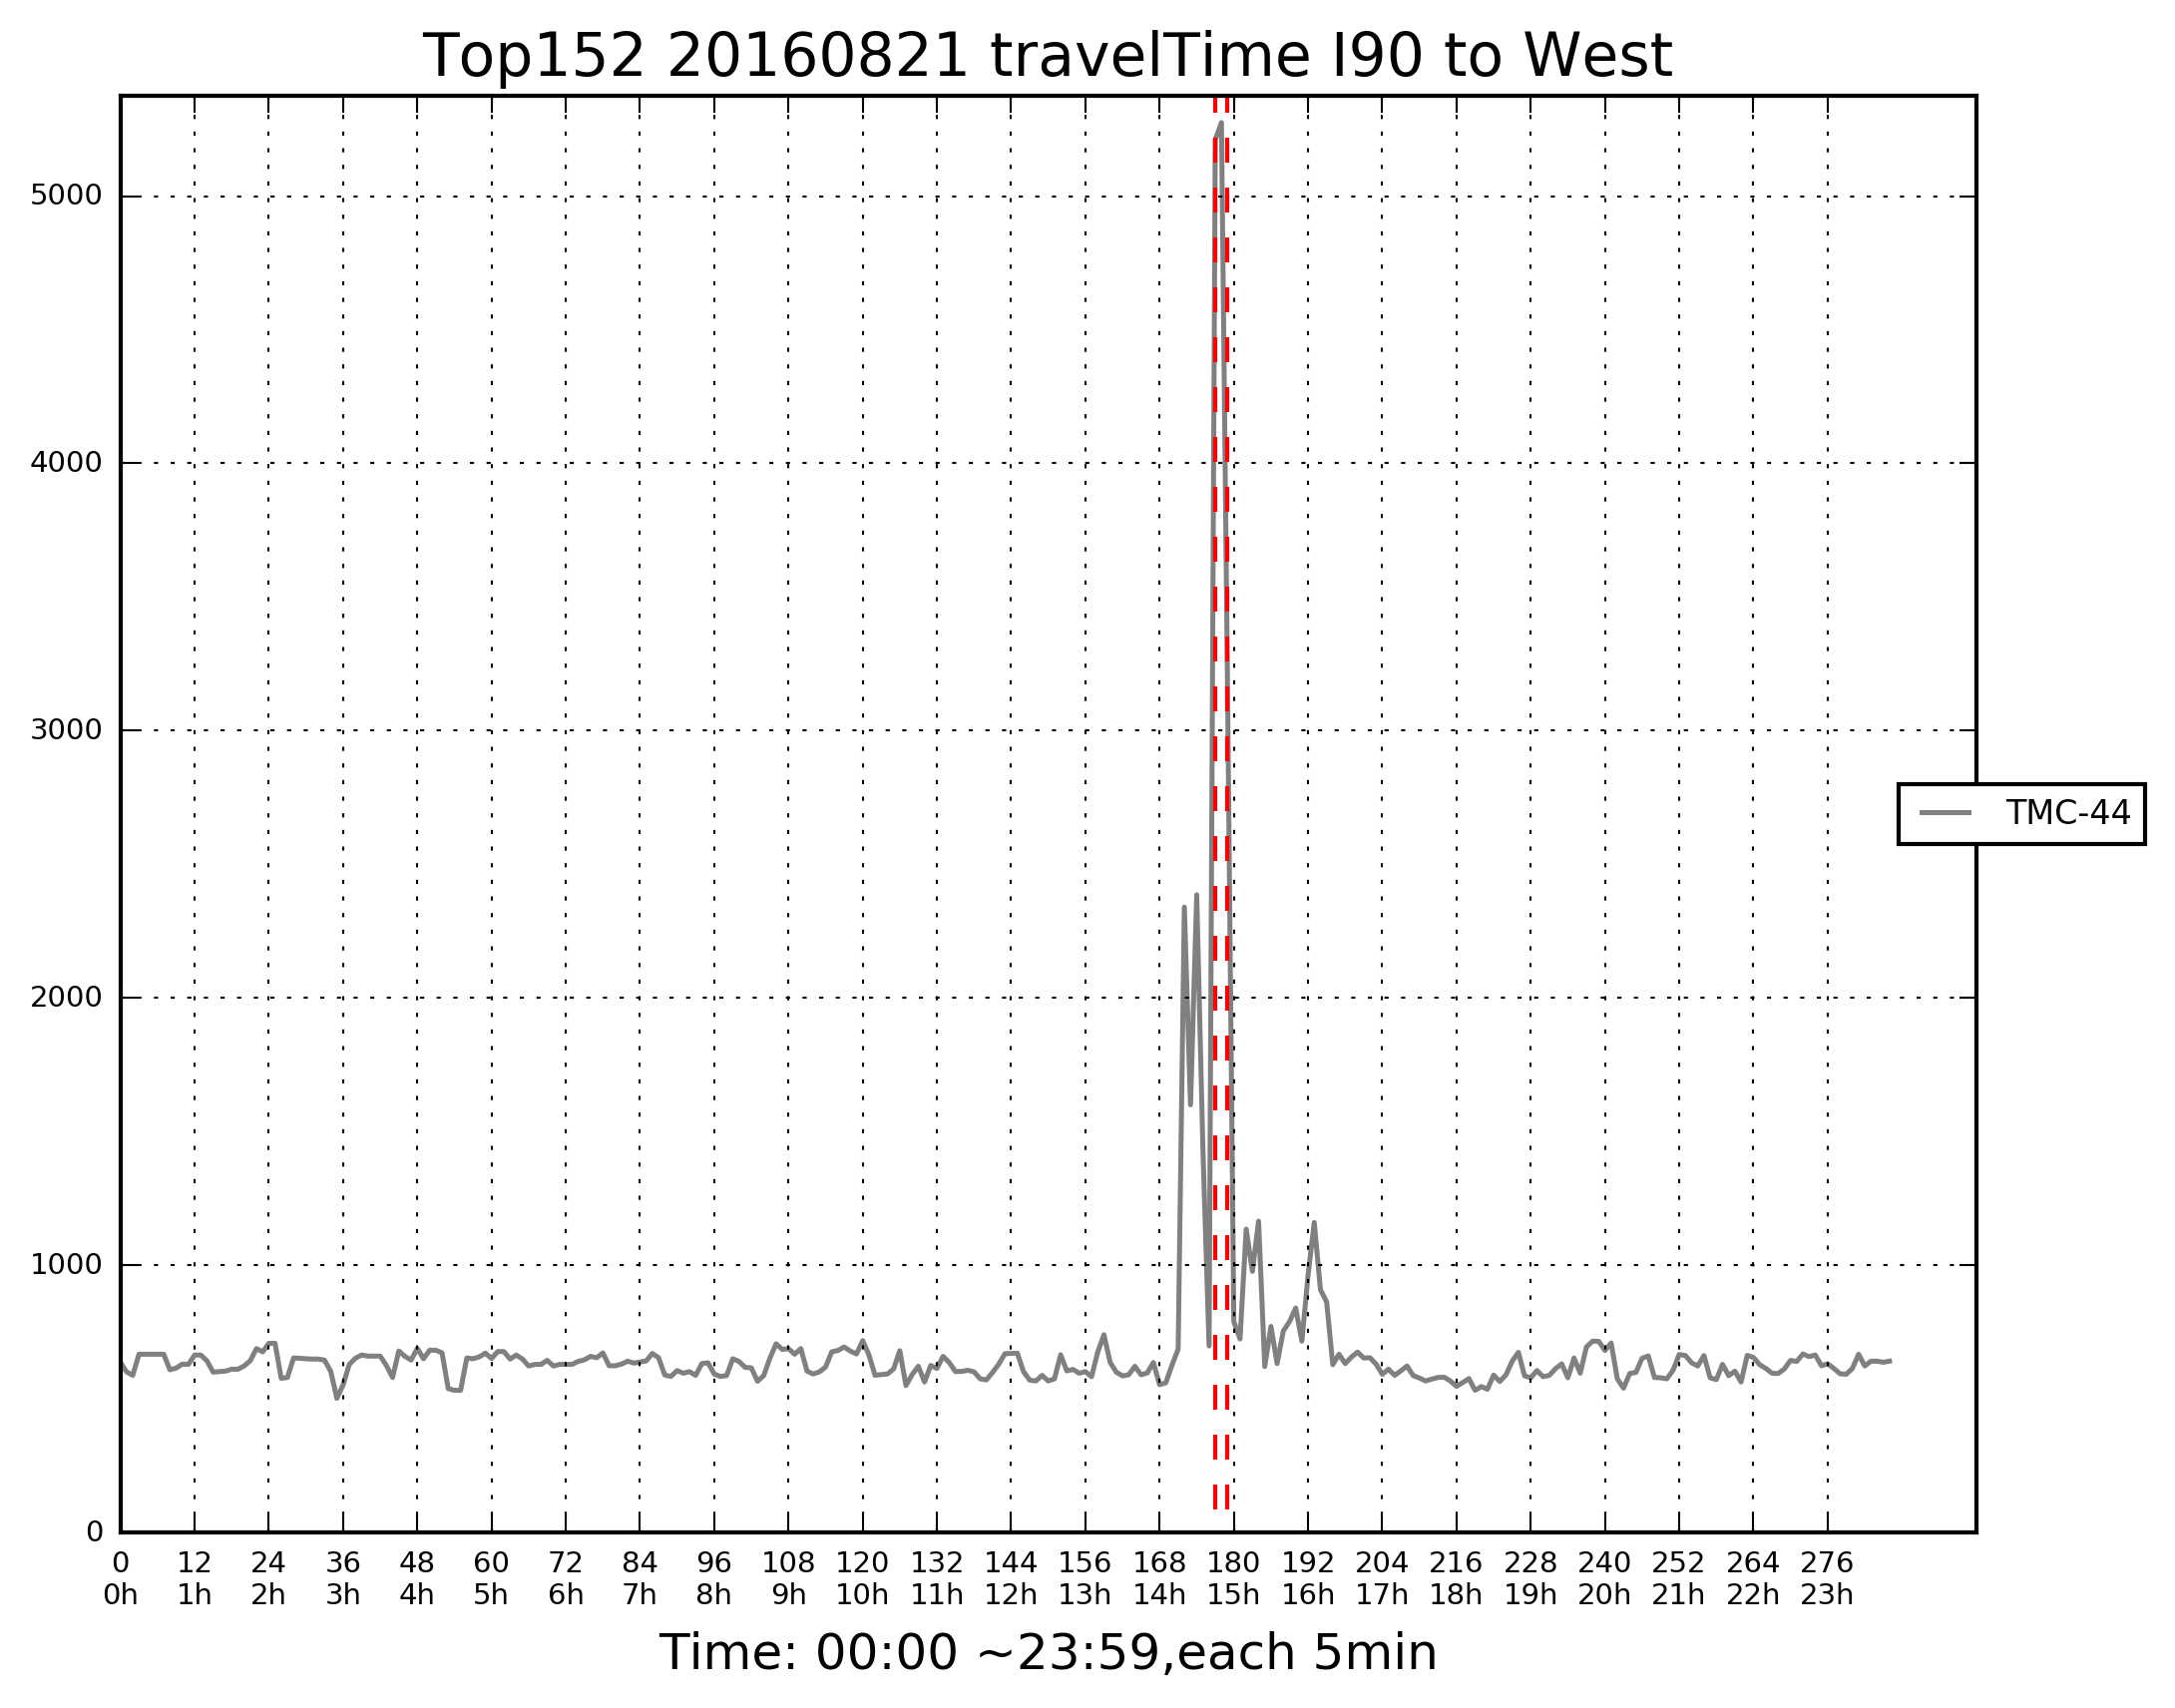 Top152 20160821 travelTime I90 to West
5000
4000
3000
2000
1000
0
TMC-44
0 12 24 36 48 60 72 84 96 108 120 132 144 156 168 180 192 204 216 228 240 252 264 276
0h 1h 2h 3h 4h 5h 6h 7h 8h 9h 10h 11h 12h 13h 14h 15h 16h 17h 18h 19h 20h 21h 22h 23h
Time: 00:00 ~23:59,each 5min